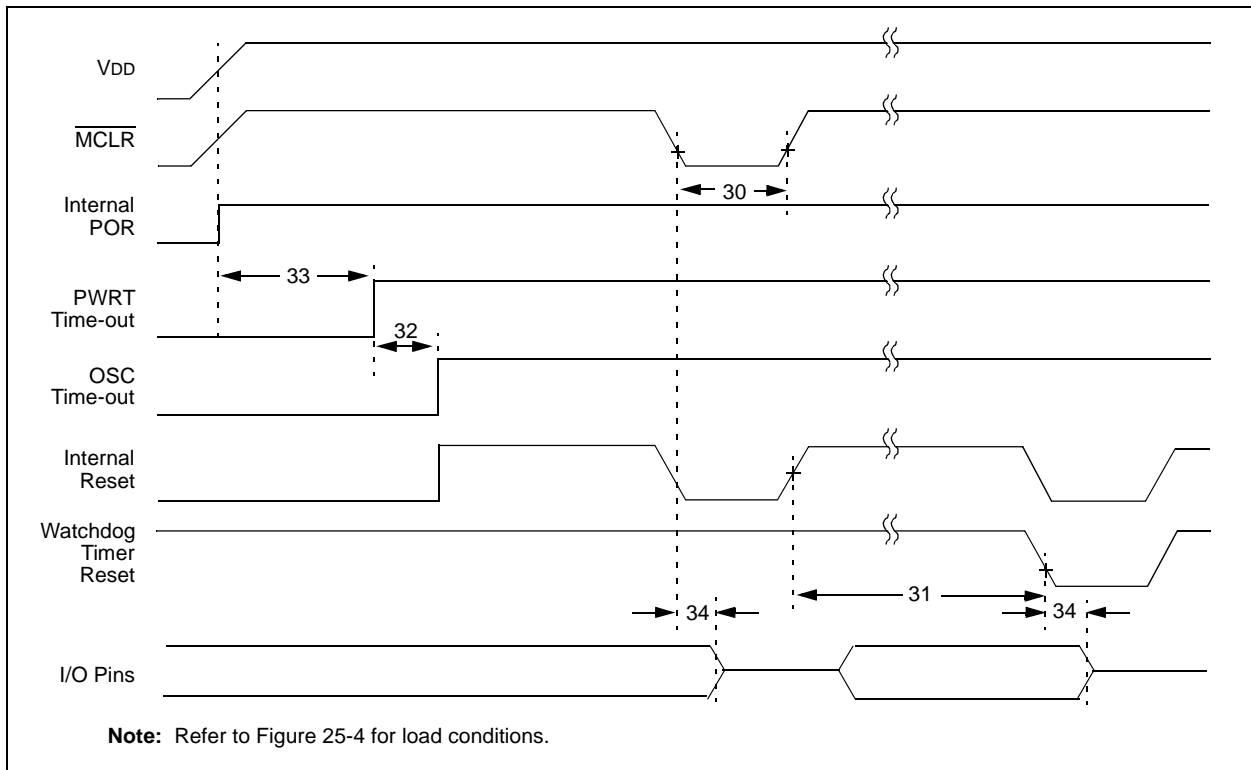 VDD
MCLR
30
Internal
POR
33
PWRT
Time-out
32
OSC
Time-out
Internal
Reset
Watchdog
Timer
Reset
31
34
34
I/O Pins
Note: Refer to Figure 25-4 for load conditions.